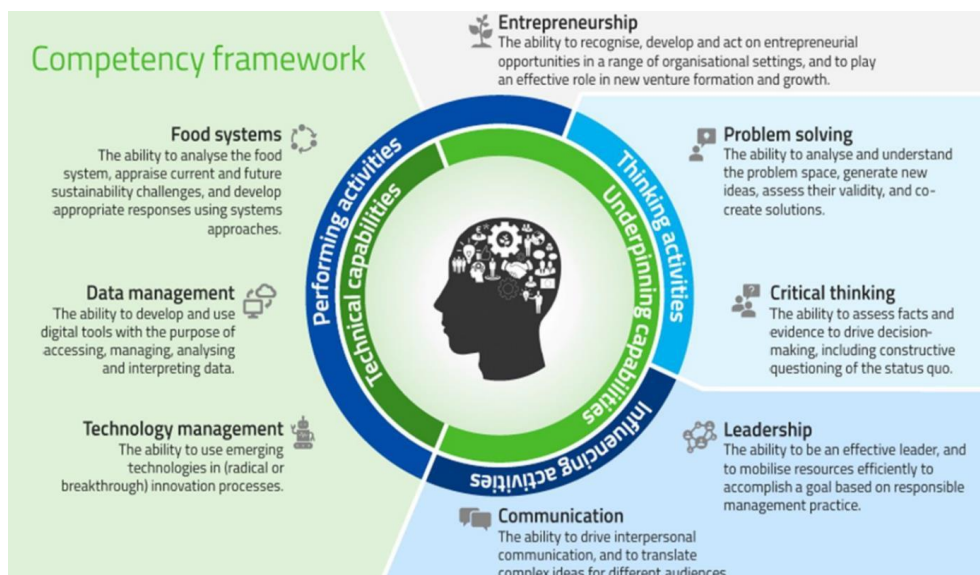 Competency framework
Entrepreneurship
The ability to recognise, develop and act on entrepreneurial
opportunities in a range of organisational settings, and to play
an effective role in new venture formation and growth.
Food systems
The ability to analyse the food
system, appraise current and future
sustainability challenges, and develop
appropriate responses using systems
approaches.
Data management
The ability to develop and use
digital tools with the purpose of
accessing, managing, analysing
and interpreting data.
Technology management
The ability to use emerging
technologies in (radical or
breakthrough) innovation processes.
Performing activities
Technical capabilities
Thinking activities
Underpinning capabilities
Influencing activities
Problem solving
The ability to analyse and understand
the problem space, generate new
ideas, assess their validity, and co-
create solutions.
Critical thinking
The ability to assess facts and
evidence to drive decision-
making, including constructive
questioning of the status quo.
Leadership
The ability to be an effective leader, and
to mobilise resources efficiently to
accomplish a goal based on responsible
management practice.
Communication
The ability to drive interpersonal
communication, and to translate
complex ideas for different audiences